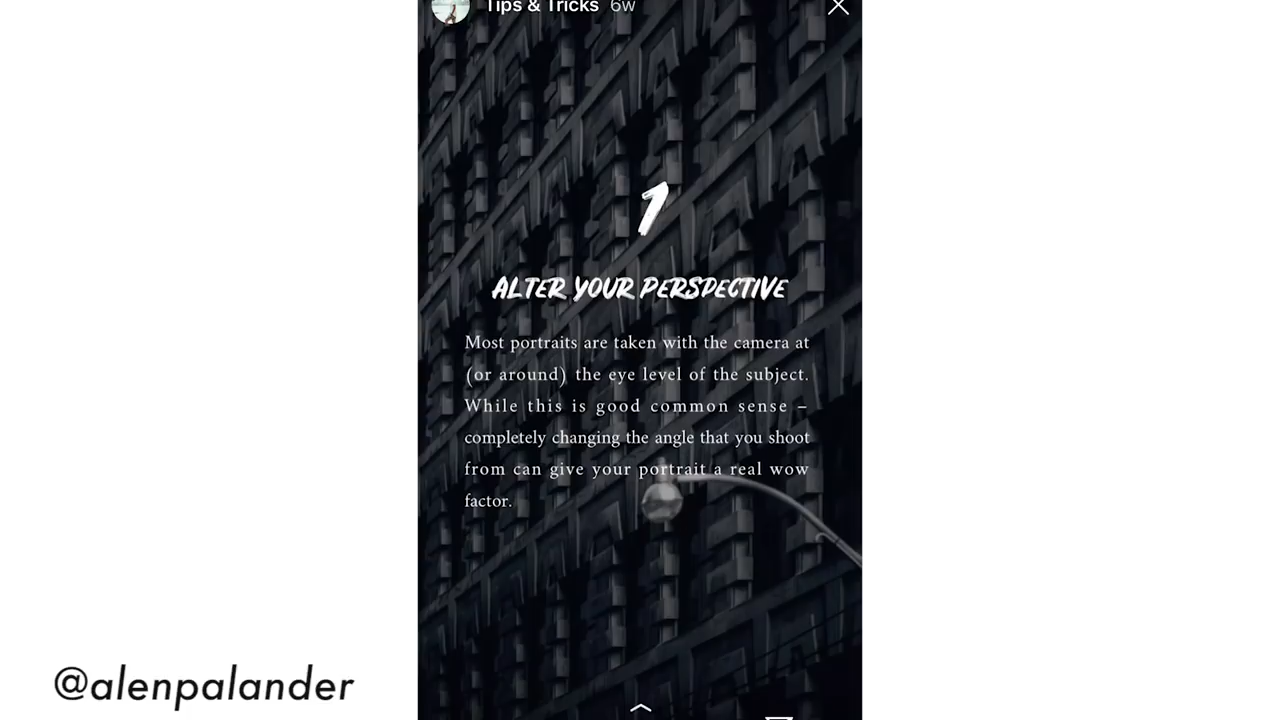 Tips & Tricks 6w
1
ALTER YOUR PERSPECTIVE
Most portraits are taken with the camera at
(or around) the eye level of the subject.
While this is good common sense –
completely changing the angle that you shoot
from can give your portrait a real wow
factor.
@alenpalander